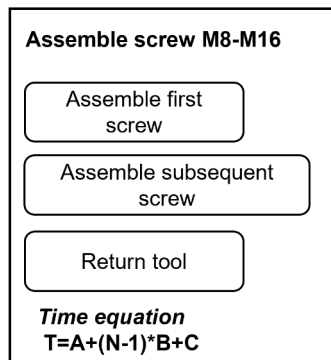 Assemble screw M8-M16
Assemble first
screw
Assemble subsequent
screw
Return tool
Time equation
T=A+(N-1)*B+C